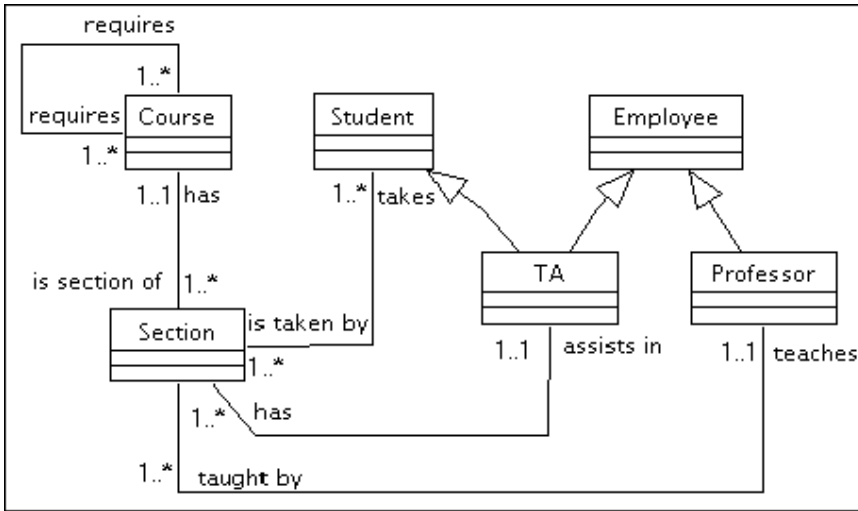 requires
1..*
requires
Course
Student
Employee
1..*
1..1
has
1..*
takes
TA
Professor
is section of
1..*
Section
is taken by
1..*
1..1
assists in
1..1
teaches
1..*
has
1..*
taught by